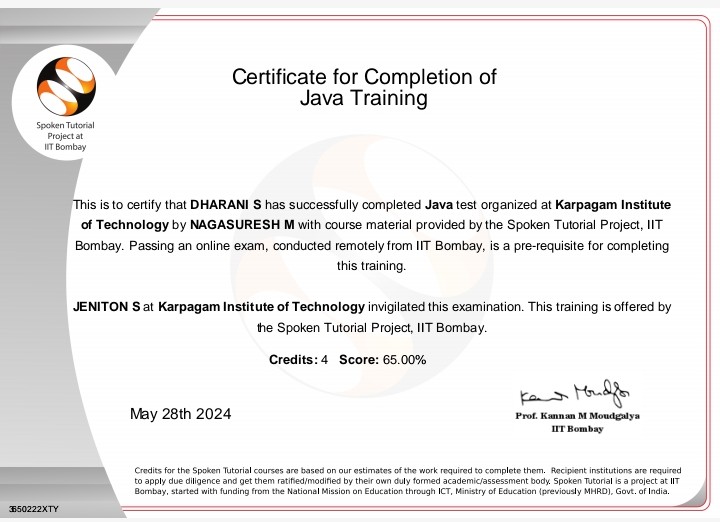 Certificate for Completion of
Java Training
Spoken Tutorial
Project at
IIT Bombay
This is to certify that DHARANI S has successfully completed Java test organized at Karpagam Institute
of Technology by NAGASURESH M with course material provided by the Spoken Tutorial Project, IIT
Bombay. Passing an online exam, conducted remotely from IIT Bombay, is a pre-requisite for completing
this training.
JENITON S at Karpagam Institute of Technology invigilated this examination. This training is offered by
the Spoken Tutorial Project, IIT Bombay.
Credits: 4 Score: 65.00%
May 28th 2024
Prof. Kannan M Moudgalya
IIT Bombay
Credits for the Spoken Tutorial courses are based on our estimates of the work required to complete them. Recipient institutions are required
to apply due diligence and get them ratified/modified by their own duly formed academic/assessment body. Spoken Tutorial is a project at IIT
Bombay, started with funding from the National Mission on Education through ICT, Ministry of Education (previously MHRD), Govt. of India.